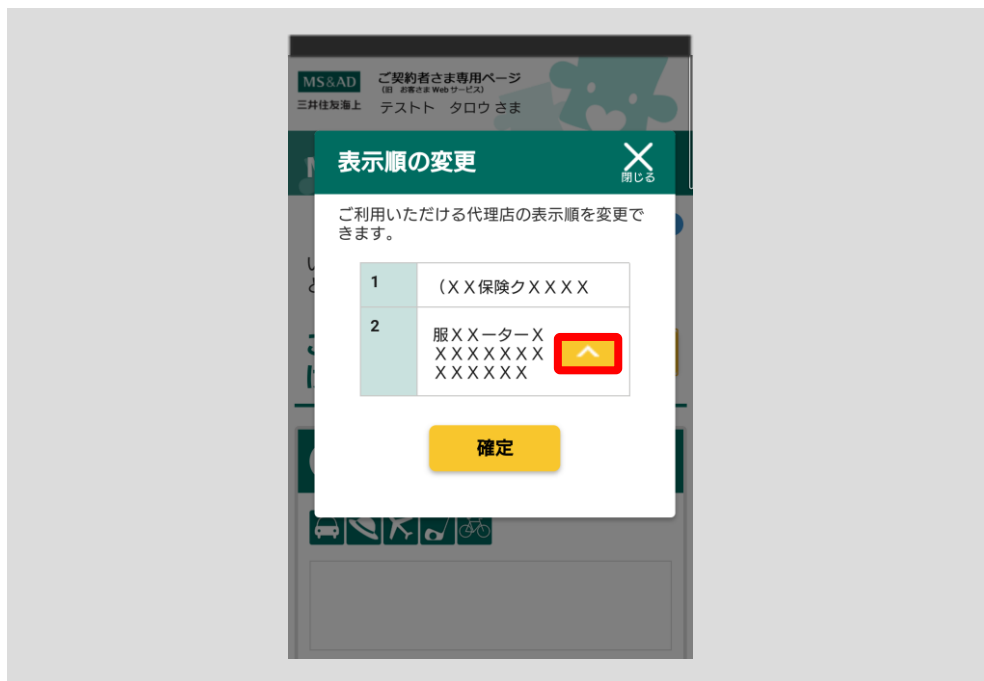 MS&AD
ご契約者さま専用ページ
(旧 お客さま Web サービス)
三井住友海上
テストト タロウ さま
表示順の変更
閉じる
ご利用いただける代理店の表示順を変更で
きます。
1
(ＸＸ保険クＸＸＸＸ
2
服ＸＸーターＸ
ＸＸＸＸＸＸＸ
ＸＸＸＸＸＸ
確定